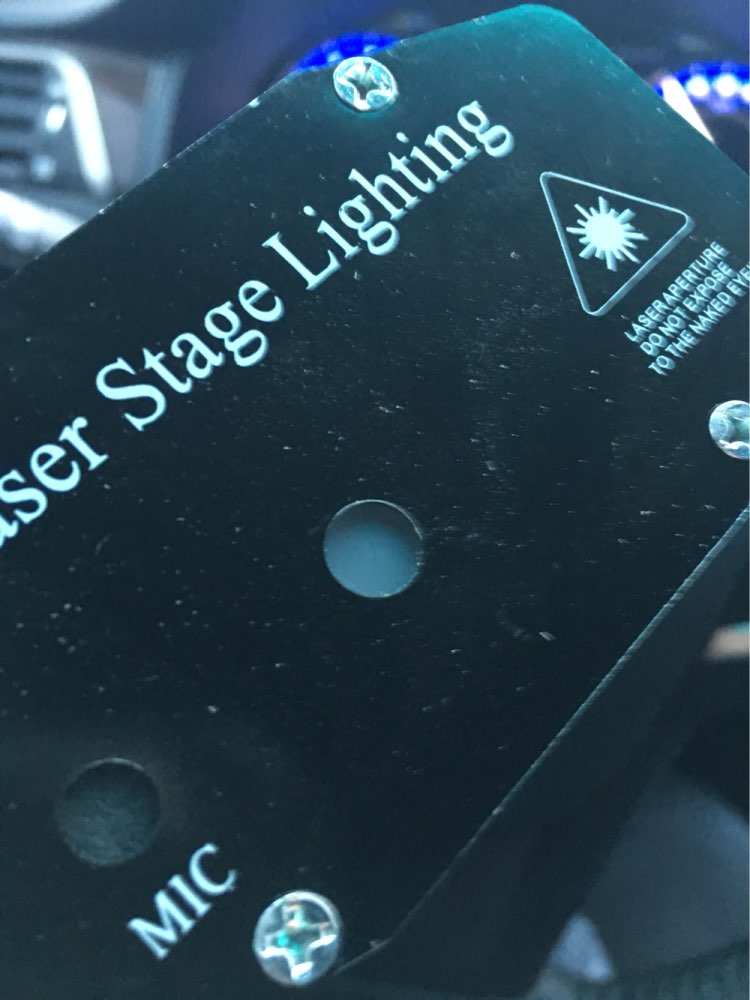 aser Stage Lighting
LASER APERTURE
DO NOT EXPOSE
TO THE NAKED EYE
MIC